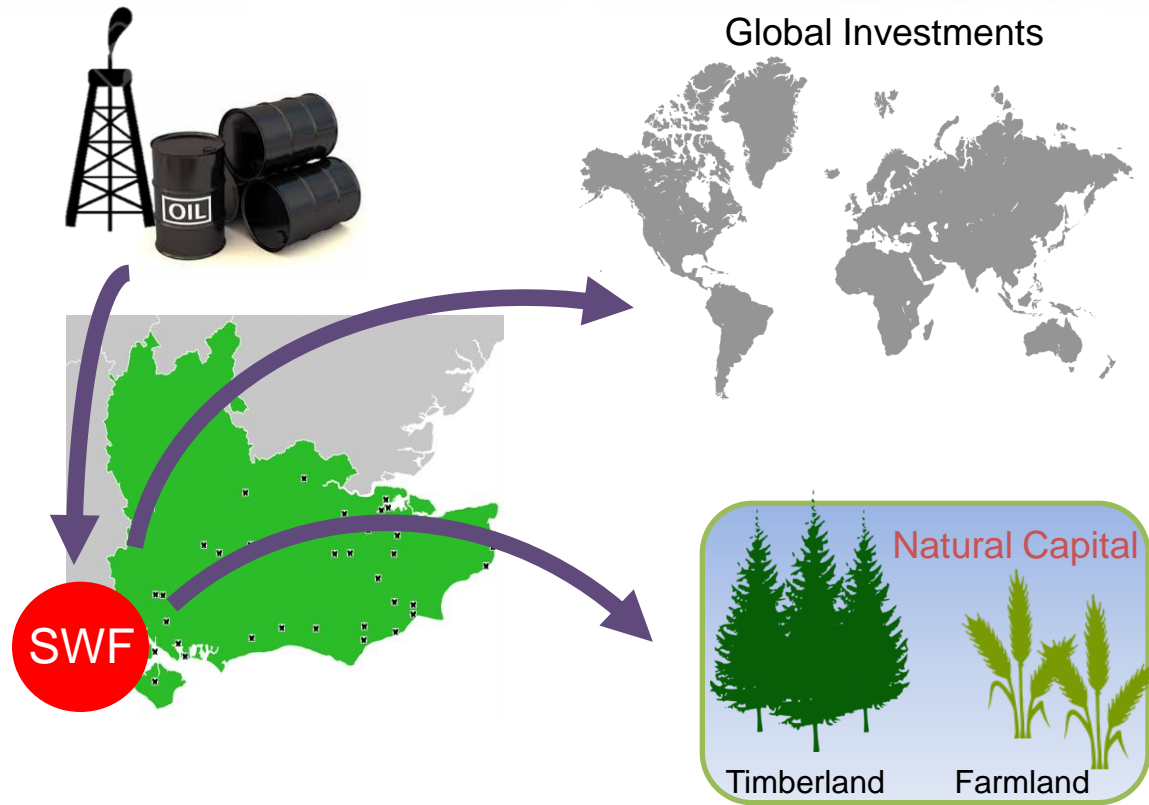 Global Investments
OIL
SWF
Natural Capital
Timberland
Farmland